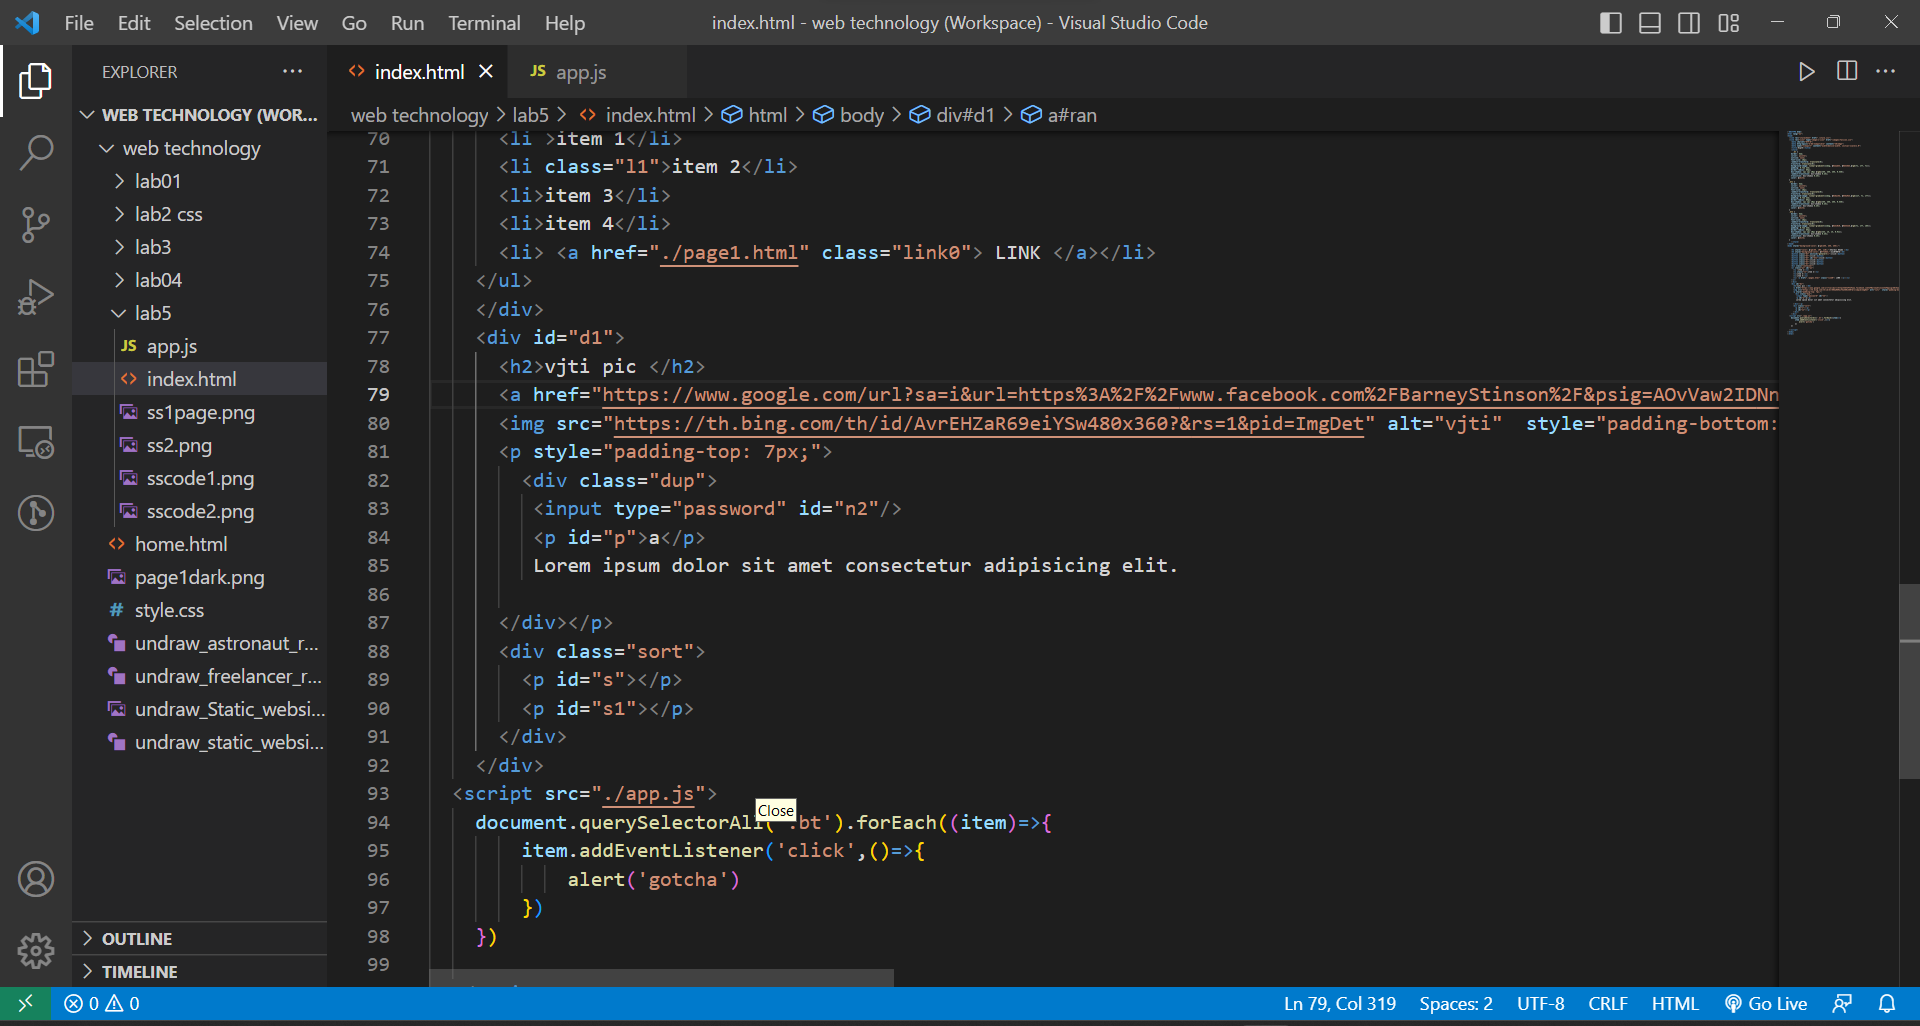 File Edit Selection View Go Run Terminal Help
index.html - web technology (Workspace) - Visual Studio Code
EXPLORER
WEB TECHNOLOGY (WOR...
web technology
lab01
lab2 css
lab3
lab04
lab5
JS app.js
<> index.html
ss1page.png
ss2.png
sscode1.png
sscode2.png
<> home.html
page1dark.png
# style.css
undraw_astronaut_r...
undraw_freelancer_r...
undraw_Static_websi...
undraw_static_websi...
OUTLINE
TIMELINE
<> index.html
JS app.js
web technology > lab5 > <> index.html > html > body > div#d1 > a#ran
70 <li >item 1</li>
71 <li class="l1">item 2</li>
72 <li>item 3</li>
73 <li>item 4</li>
74 <li> <a href="./page1.html" class="link0"> LINK </a></li>
75 </ul>
76 </div>
77 <div id="d1">
78 <h2>vjti pic </h2>
79 <a href="https://www.google.com/url?sa=i&url=https%3A%2F%2Fwww.facebook.com%2FBarneyStinson%2F&psig=AOvVaw2IDNn
80 <img src="https://th.bing.com/th/id/AvrEHZaR69eiYSw480x360?&rs=1&pid=ImgDet" alt="vjti"  style="padding-bottom:
81 <p style="padding-top: 7px;">
82 <div class="dup">
83 <input type="password" id="n2"/>
84 <p id="p">a</p>
85 Lorem ipsum dolor sit amet consectetur adipisicing elit.
86
87 </div></p>
88 <div class="sort">
89 <p id="s"></p>
90 <p id="s1"></p>
91 </div>
92 </div>
93 <script src="./app.js">
Close
94 document.querySelectorAll('.bt').forEach((item)=>{
95 item.addEventListener('click',()=>{
96 alert('gotcha')
97 })
98 })
99
0 0
Ln 79, Col 319
Spaces: 2
UTF-8
CRLF
HTML
Go Live